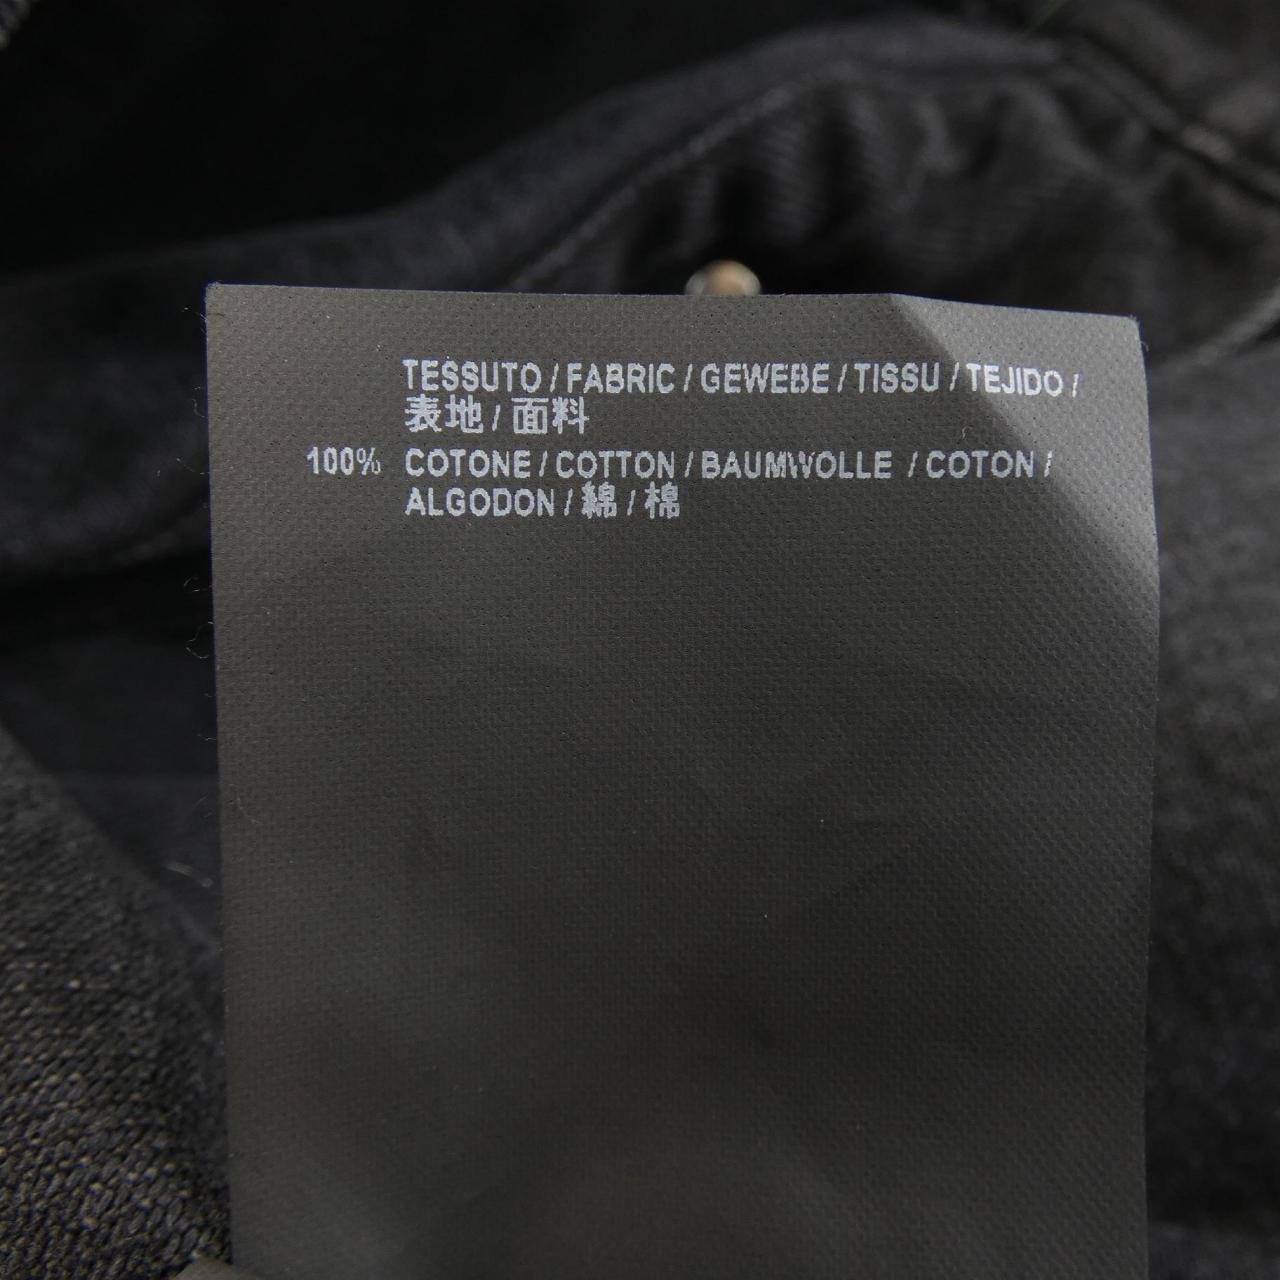 TESSUTO / FABRIC / GEWEBE / TISSU / TEJIDO /
表地 / 面料
100% COTONE / COTTON / BAUMWOLLE / COTON /
ALGODON / 綿 / 棉